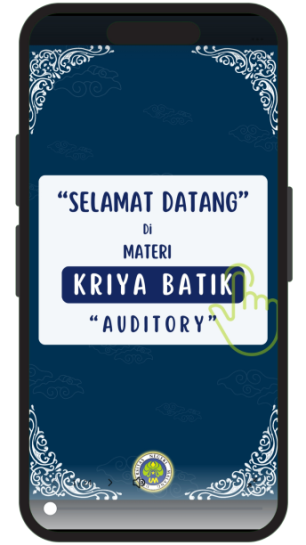 “SELAMAT DATANG”
Di
MATERI
KRIYA BATIK
“AUDITORY”